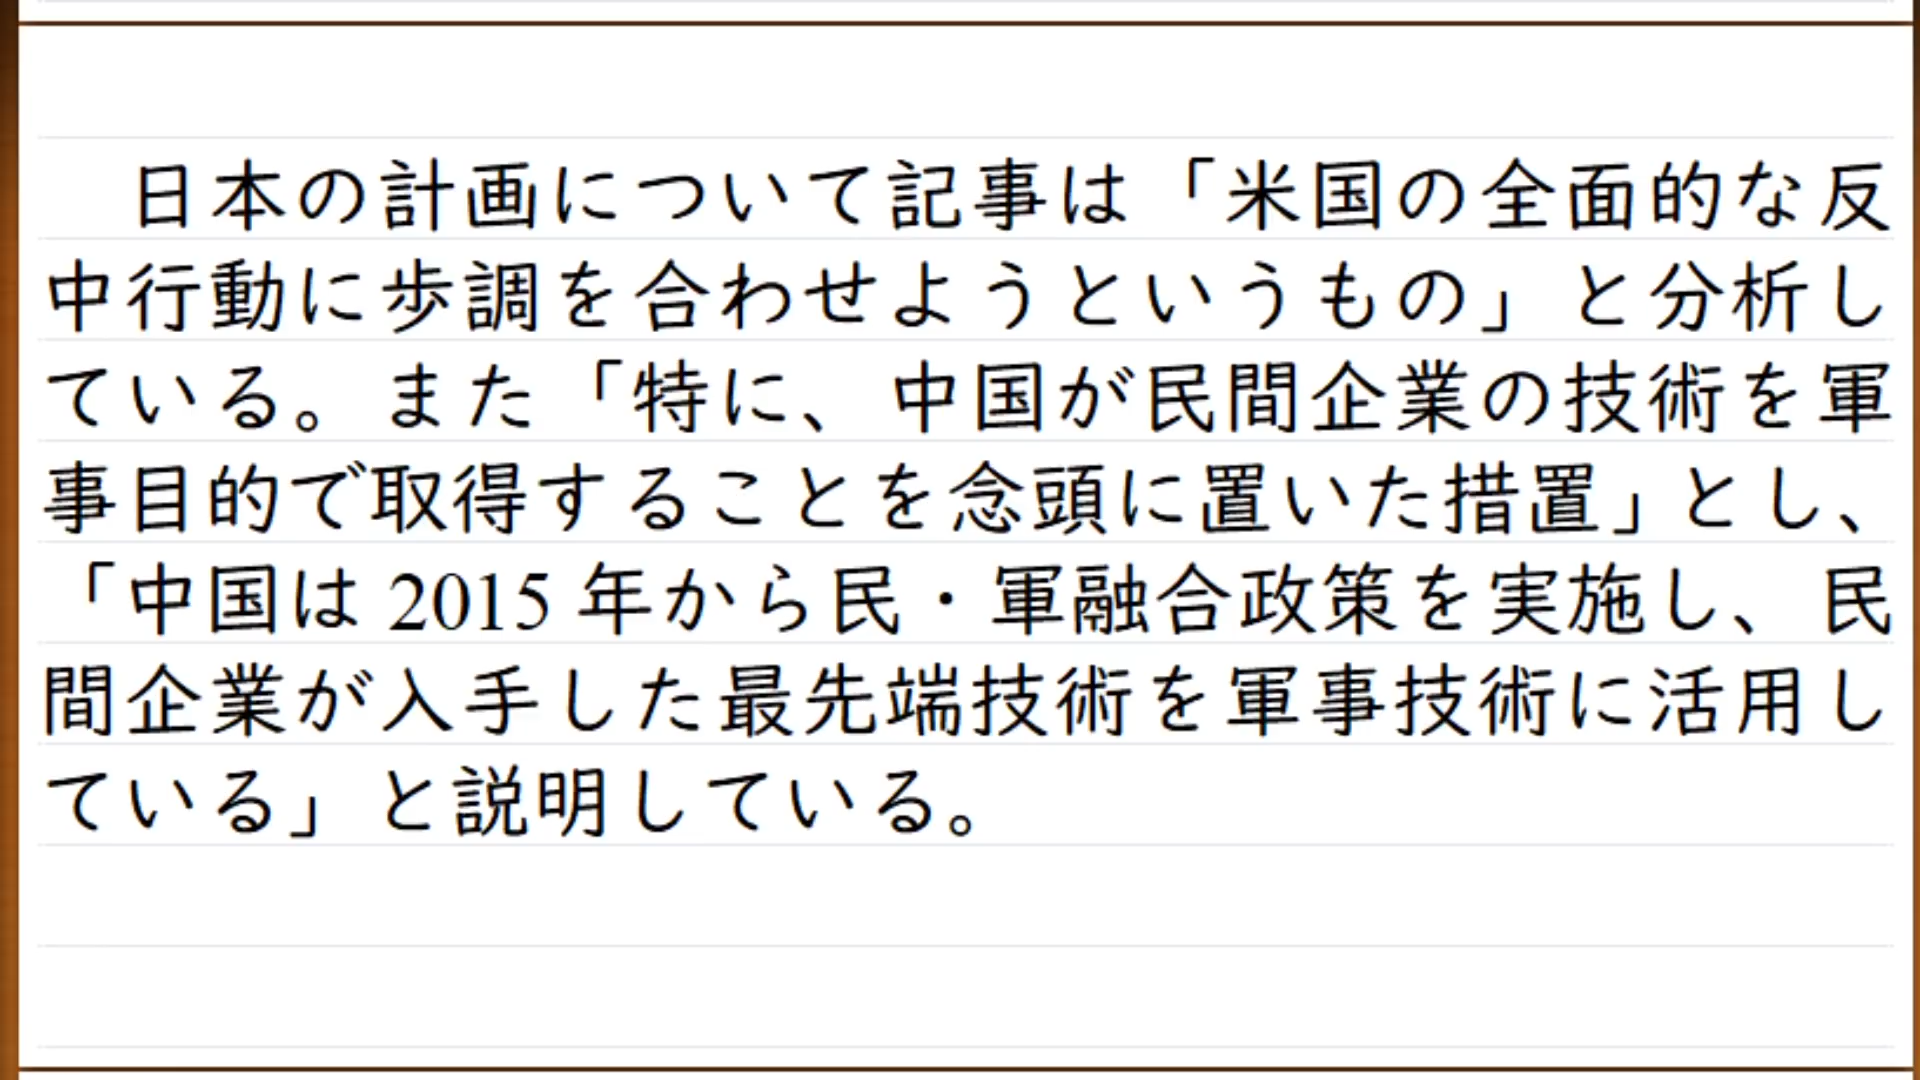 日本の計画について記事は「米国の全面的な反
中行動に歩調を合わせようというもの」と分析し
ている。また「特に、中国が民間企業の技術を軍
事目的で取得することを念頭に置いた措置」とし、
「中国は 2015 年から民・軍融合政策を実施し、民
間企業が入手した最先端技術を軍事技術に活用し
ている」と説明している。